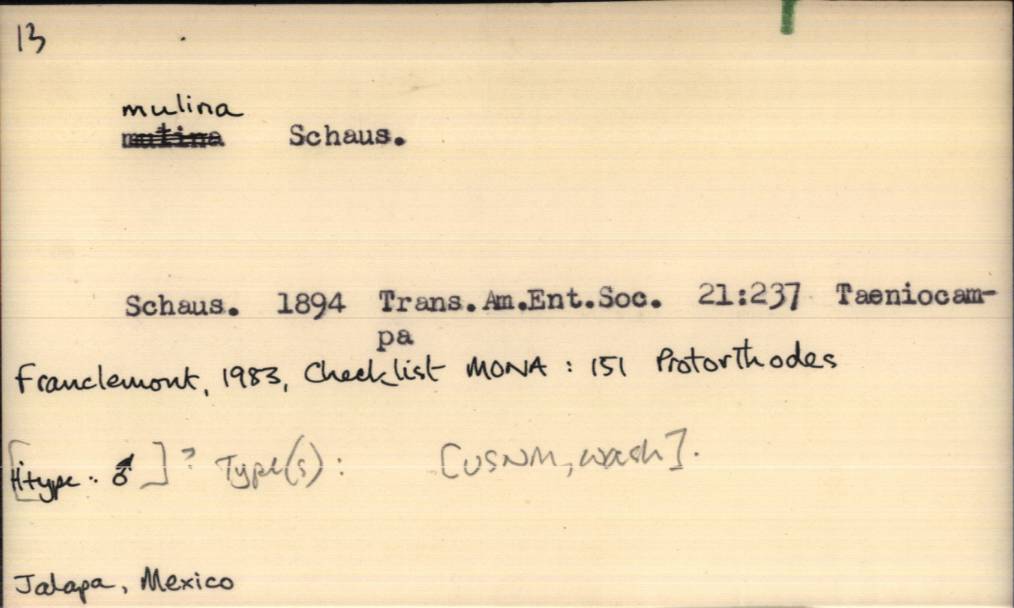 13
mulina
mutina Schaus.
Schaus. 1894 Trans.Am.Ent.Soc. 21:237 Taeniocam-
pa
Franclemont, 1983, Checklist MONA : 151 Protorthodes
[H'type : ♂]? Type(s) : [USNM, Wash].
Jalapa, Mexico